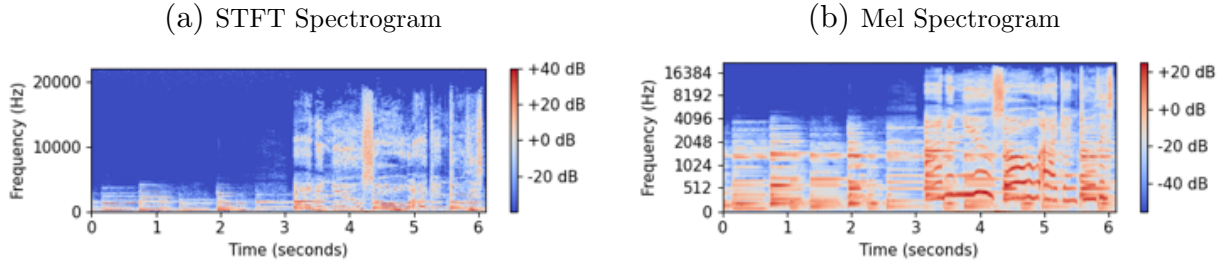 (a) STFT Spectrogram
Frequency (Hz)
20000
10000
0
0 1 2 3 4 5 6
Time (seconds)
+40 dB
+20 dB
+0 dB
-20 dB
(b) Mel Spectrogram
Frequency (Hz)
16384
8192
4096
2048
1024
512
0
0 1 2 3 4 5 6
Time (seconds)
+20 dB
+0 dB
-20 dB
-40 dB